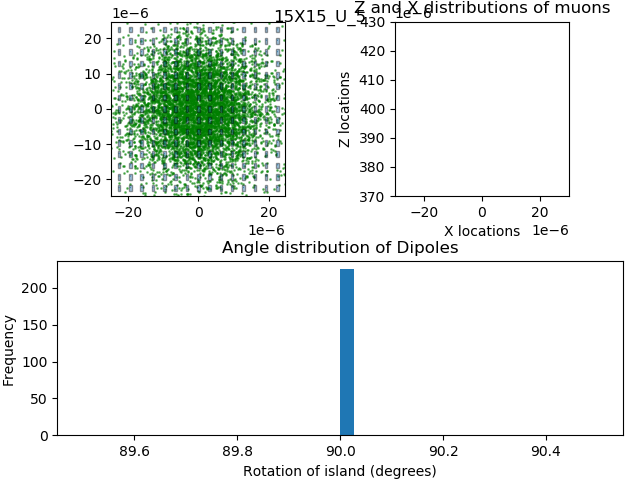 15X15_U_5
Z and X distributions of muons
1e−6
20
10
0
−10
−20
−20 0 20
1e−6
1e−6
Z locations
430
420
410
400
390
380
370
−20 0 20
X locations 1e−6
Angle distribution of Dipoles
Frequency
200
150
100
50
0
89.6 89.8 90.0 90.2 90.4
Rotation of island (degrees)